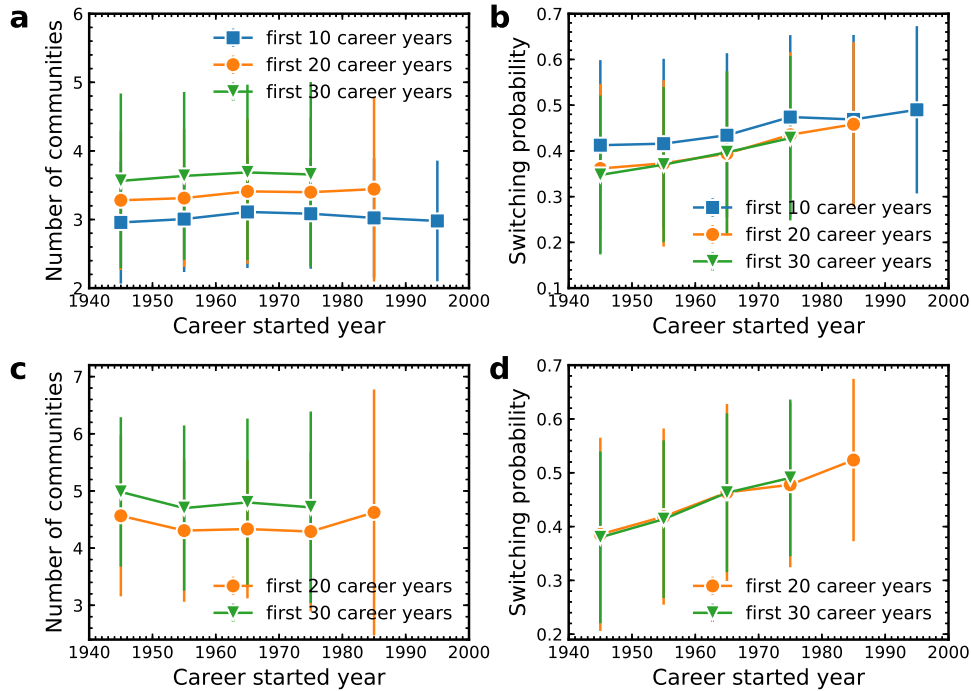 a
Number of communities
6
5
4
3
2
first 10 career years
first 20 career years
first 30 career years
1940 1950 1960 1970 1980 1990 2000
Career started year
b
Switching probability
0.7
0.6
0.5
0.4
0.3
0.2
0.1
first 10 career years
first 20 career years
first 30 career years
1940 1950 1960 1970 1980 1990 2000
Career started year
c
Number of communities
7
6
5
4
3
first 20 career years
first 30 career years
1940 1950 1960 1970 1980 1990 2000
Career started year
d
Switching probability
0.7
0.6
0.5
0.4
0.3
0.2
first 20 career years
first 30 career years
1940 1950 1960 1970 1980 1990 2000
Career started year